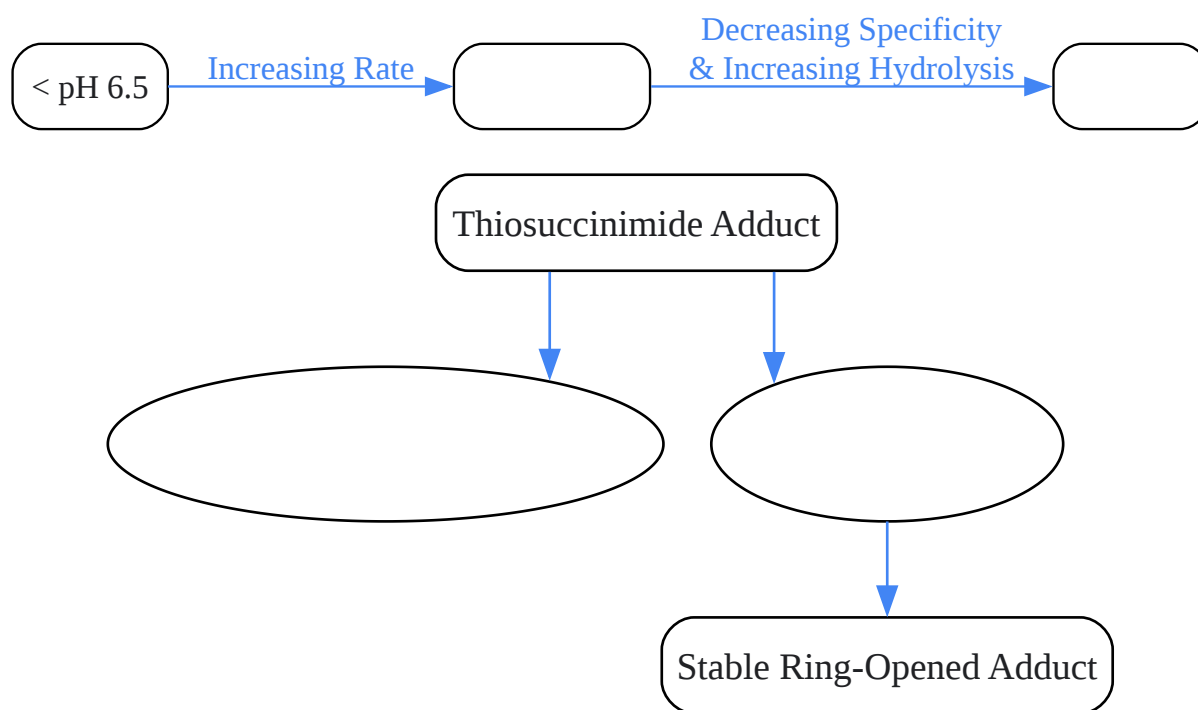 < pH 6.5
Increasing Rate
Decreasing Specificity
& Increasing Hydrolysis
Thiosuccinimide Adduct
Stable Ring-Opened Adduct